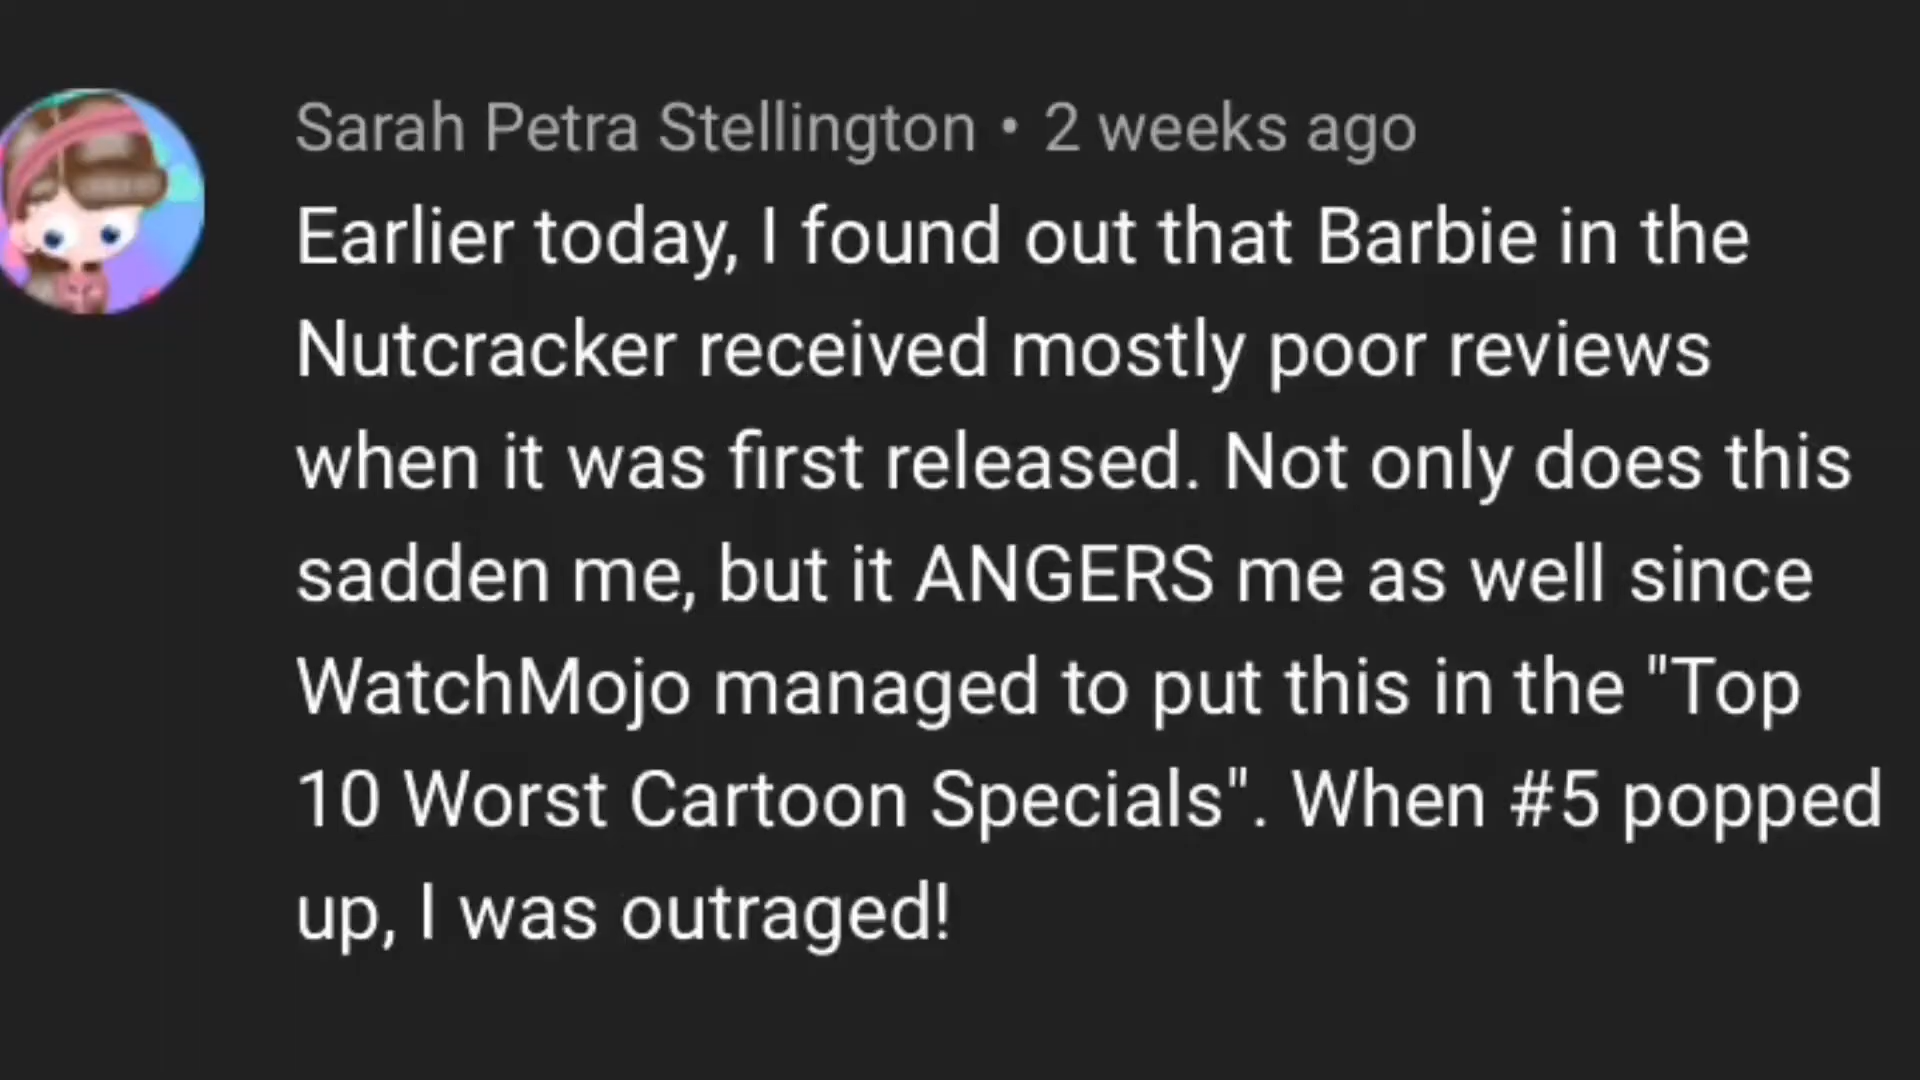 Sarah Petra Stellington • 2 weeks ago
Earlier today, I found out that Barbie in the
Nutcracker received mostly poor reviews
when it was first released. Not only does this
sadden me, but it ANGERS me as well since
WatchMojo managed to put this in the "Top
10 Worst Cartoon Specials". When #5 popped
up, I was outraged!